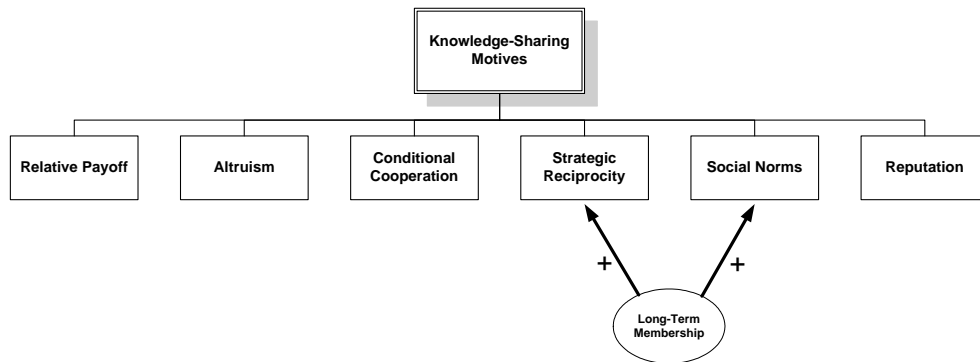 Knowledge-Sharing
Motives
Relative Payoff
Altruism
Conditional
Cooperation
Strategic
Reciprocity
Social Norms
Reputation
+
+
Long-Term
Membership